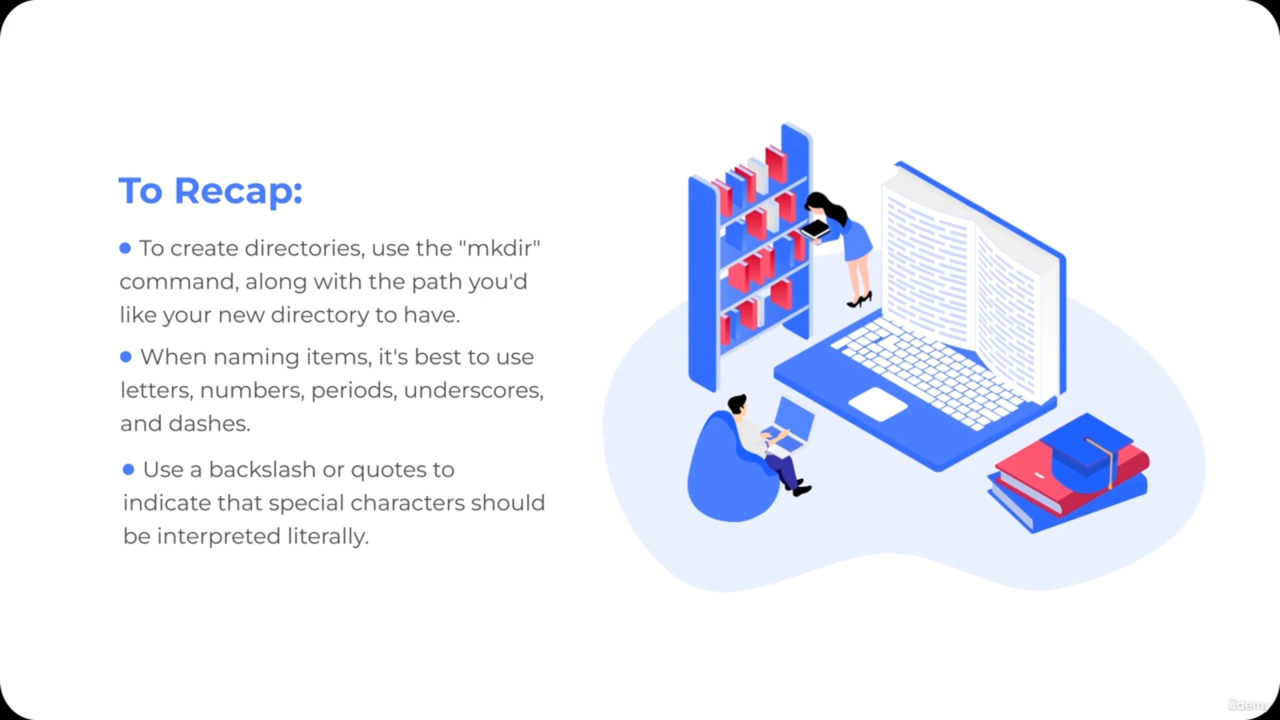 To Recap:
● To create directories, use the "mkdir"
command, along with the path you'd
like your new directory to have.
● When naming items, it's best to use
letters, numbers, periods, underscores,
and dashes.
● Use a backslash or quotes to
indicate that special characters should
be interpreted literally.
ûdemy